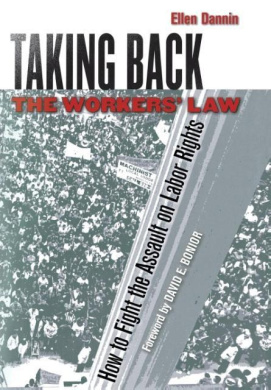 Ellen Dannin
TAKING BACK
THE WORKERS' LAW
How to Fight the Assault on Labor Rights
Foreword by DAVID E. BONIOR
MACHINIST